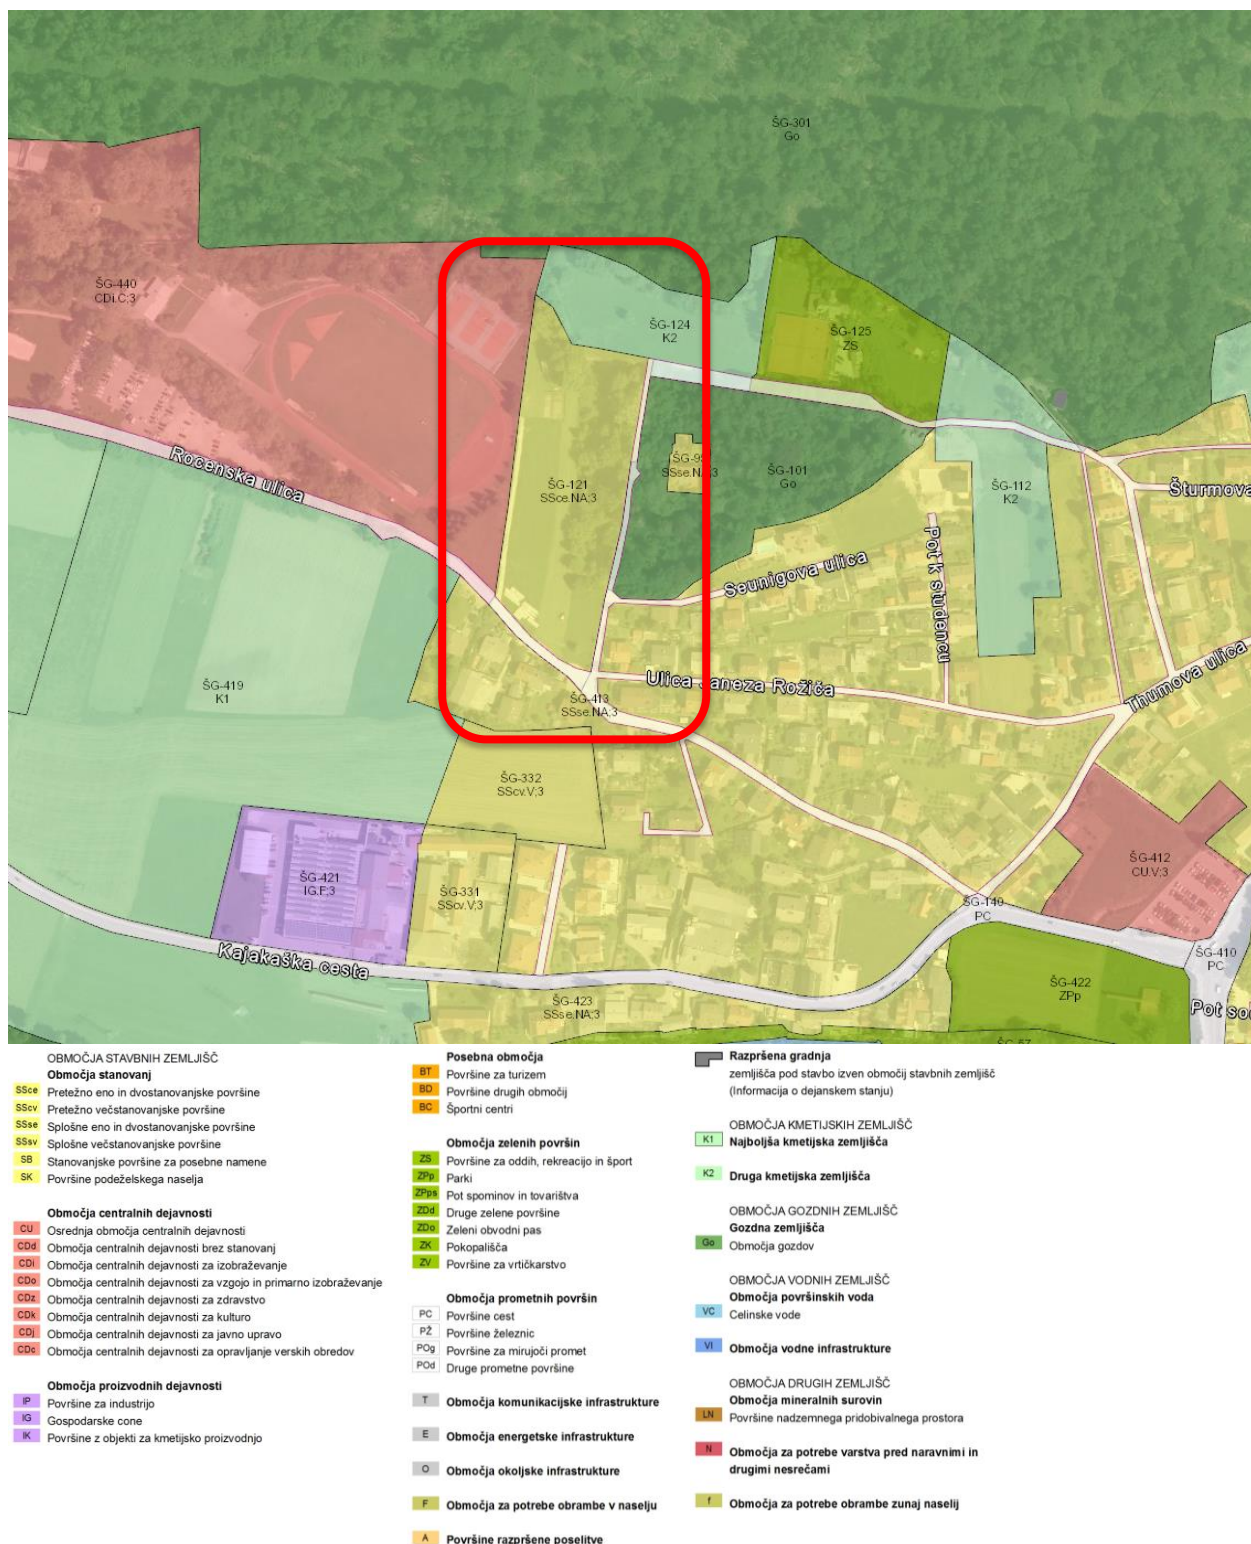 ŠG-301
Go
ŠG-440
CDi.C;3
ŠG-124
K2
ŠG-125
ZS
Rocenska ulica
ŠG-121
SSce.NA;3
ŠG-99
SSse.NA;3
ŠG-101
Go
ŠG-112
K2
Šturmova
Šeunigova ulica
Pot k studencu
ŠG-419
K1
ŠG-413
SSse.NA;3
Ulica Janeza Rožiča
Thumova ulica
ŠG-332
SScv.V;3
ŠG-421
IG.F;3
ŠG-331
SScv.V;3
ŠG-412
CU.V;3
ŠG-140
PC
ŠG-410
PC
Kajakaška cesta
ŠG-423
SSse.NA;3
ŠG-422
ZPp
Pot so
ŠG-57
OBMOČJA STAVBNIH ZEMLJIŠČ
Območja stanovanj
SSce Pretežno eno in dvostanovanjske površine
SScv Pretežno večstanovanjske površine
SSse Splošne eno in dvostanovanjske površine
SSsv Splošne večstanovanjske površine
SB Stanovanjske površine za posebne namene
SK Površine podeželskega naselja
Območja centralnih dejavnosti
CU Osrednja območja centralnih dejavnosti
CDd Območja centralnih dejavnosti brez stanovanj
CDi Območja centralnih dejavnosti za izobraževanje
CDo Območja centralnih dejavnosti za vzgojo in primarno izobraževanje
CDz Območja centralnih dejavnosti za zdravstvo
CDk Območja centralnih dejavnosti za kulturo
CDj Območja centralnih dejavnosti za javno upravo
CDc Območja centralnih dejavnosti za opravljanje verskih obredov
Območja proizvodnih dejavnosti
IP Površine za industrijo
IG Gospodarske cone
IK Površine z objekti za kmetijsko proizvodnjo
Posebna območja
BT Površine za turizem
BD Površine drugih območij
BC Športni centri
Območja zelenih površin
ZS Površine za oddih, rekreacijo in šport
ZPp Parki
ZPps Pot spominov in tovarištva
ZDd Druge zelene površine
ZDo Zeleni obvodni pas
ZK Pokopališča
ZV Površine za vrtičkarstvo
Območja prometnih površin
PC Površine cest
PŽ Površine železnic
POg Površine za mirujoči promet
POd Druge prometne površine
T Območja komunikacijske infrastrukture
E Območja energetske infrastrukture
O Območja okoljske infrastrukture
F Območja za potrebe obrambe v naselju
A Površine razpršene poselitve
Razpršena gradnja
zemljišča pod stavbo izven območij stavbnih zemljišč
(Informacija o dejanskem stanju)
OBMOČJA KMETIJSKIH ZEMLJIŠČ
K1 Najboljša kmetijska zemljišča
K2 Druga kmetijska zemljišča
OBMOČJA GOZDNIH ZEMLJIŠČ
Gozdna zemljišča
Go Območja gozdov
OBMOČJA VODNIH ZEMLJIŠČ
Območja površinskih voda
VC Celinske vode
VI Območja vodne infrastrukture
OBMOČJA DRUGIH ZEMLJIŠČ
Območja mineralnih surovin
LN Površine nadzemnega pridobivalnega prostora
N Območja za potrebe varstva pred naravnimi in
drugimi nesrečami
f Območja za potrebe obrambe zunaj naselij